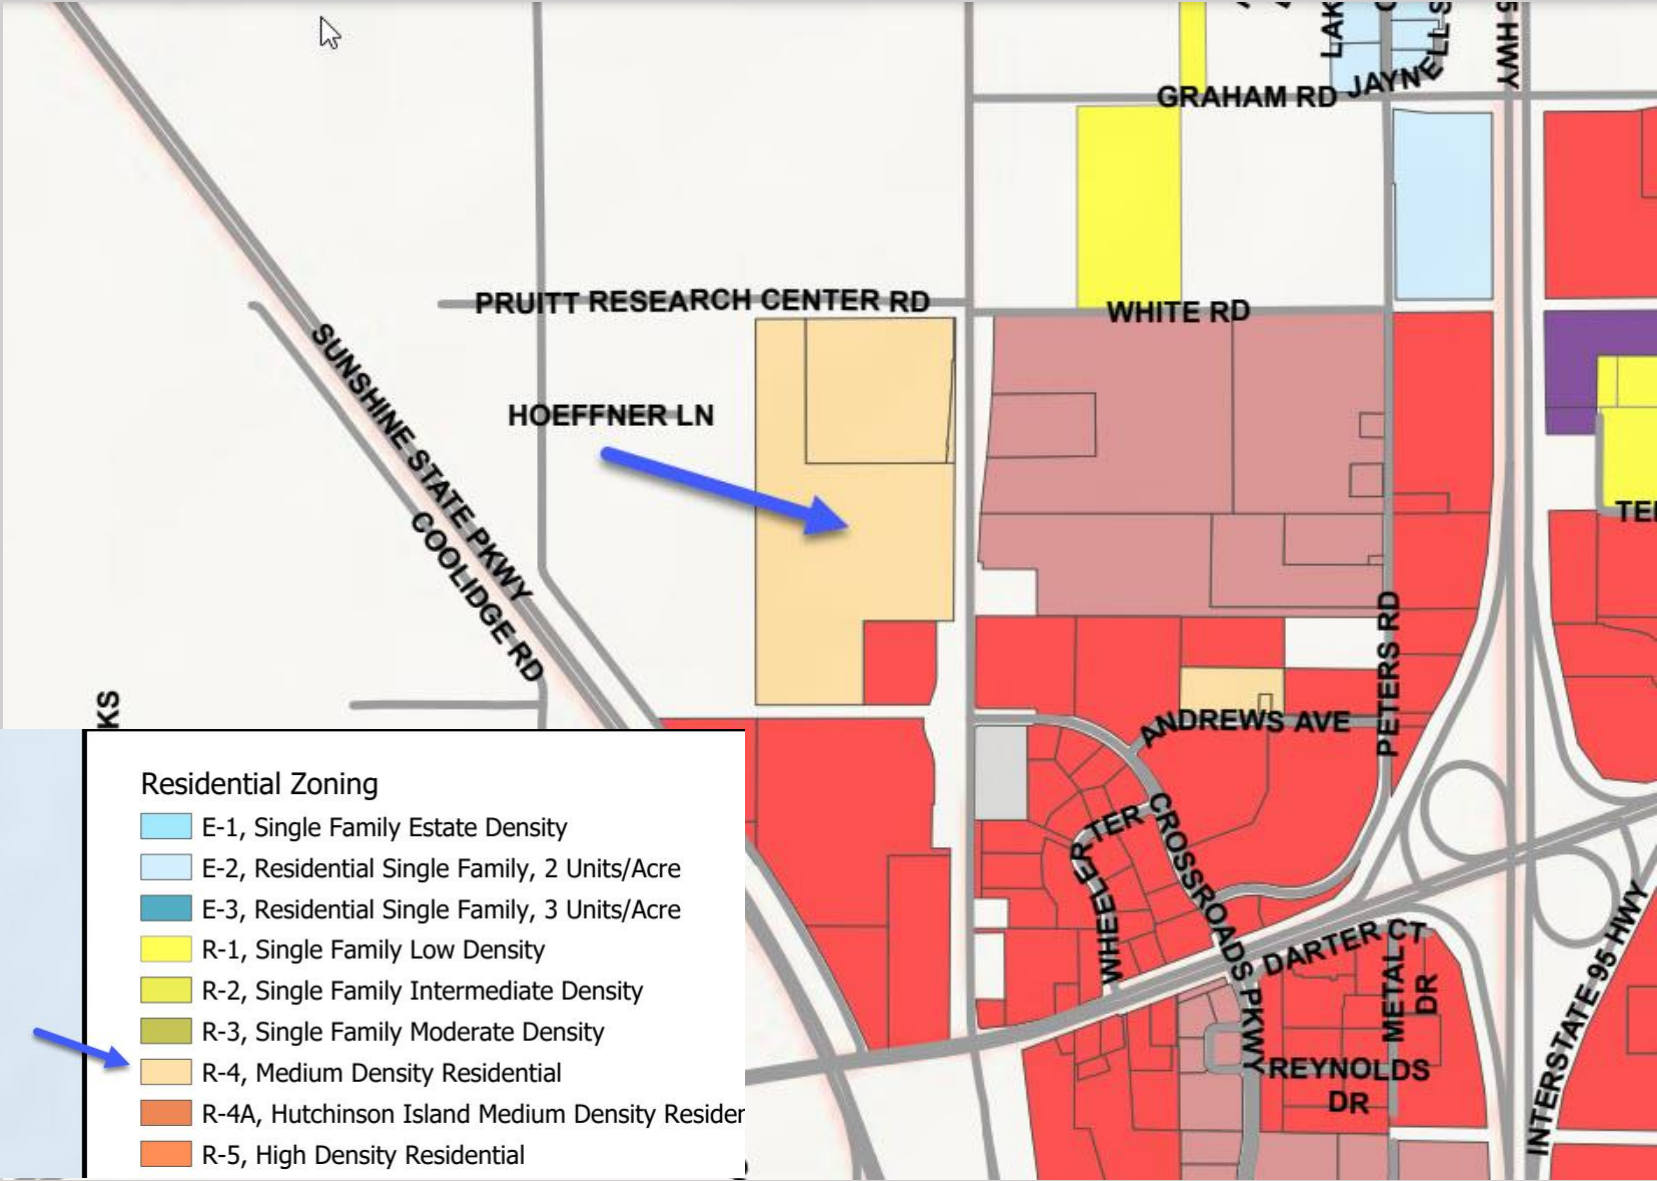 LAK
JAYNELLS
5 HWY
GRAHAM RD
PRUITT RESEARCH CENTER RD
WHITE RD
HOEFFNER LN
SUNSHINE STATE PKWY
COOLIDGE RD
TE
PETERS RD
KS
ANDREWS AVE
WHEELER TER
CROSSROADS PKWY
DARTER CT
METAL DR
REYNOLDS
DR
INTERSTATE 95 HWY
Residential Zoning
E-1, Single Family Estate Density
E-2, Residential Single Family, 2 Units/Acre
E-3, Residential Single Family, 3 Units/Acre
R-1, Single Family Low Density
R-2, Single Family Intermediate Density
R-3, Single Family Moderate Density
R-4, Medium Density Residential
R-4A, Hutchinson Island Medium Density Resider
R-5, High Density Residential